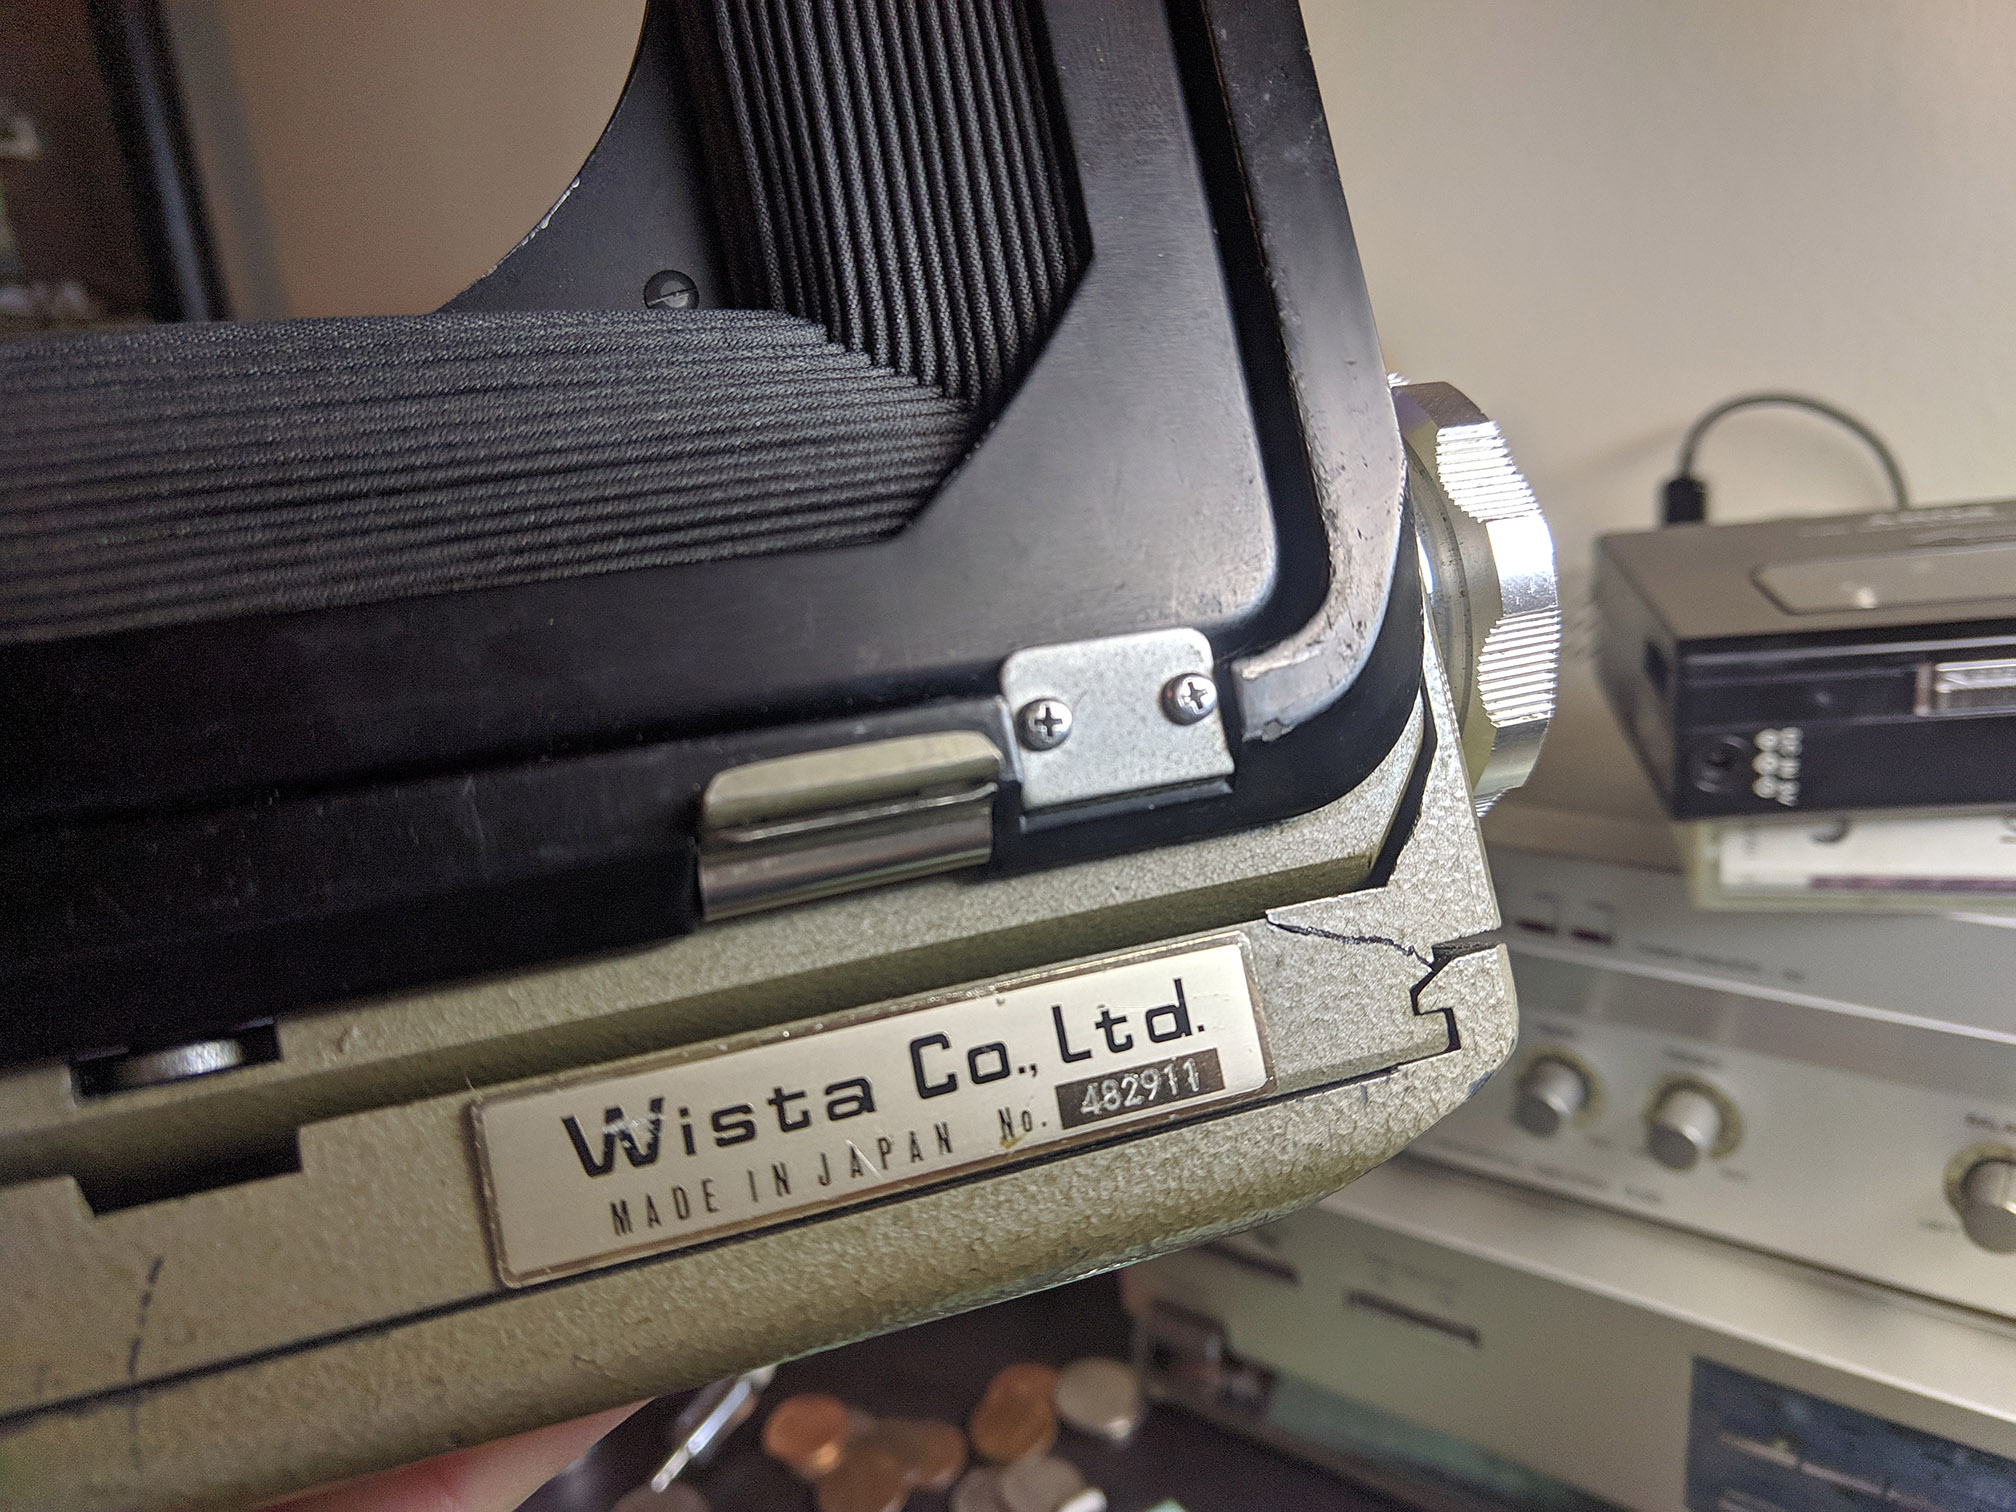 Wista Co., Ltd.
MADE IN JAPAN No. 482911